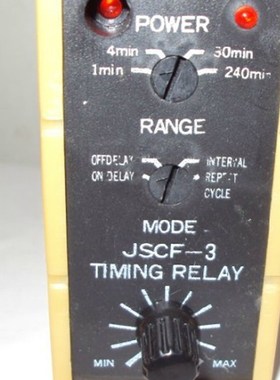 POWER
4min 30min
1min 240min
RANGE
OFFDELAY INTERVAL
ON DELAY REPEAT
CYCLE
MODE
JSCF-3
TIMING RELAY
MIN MAX